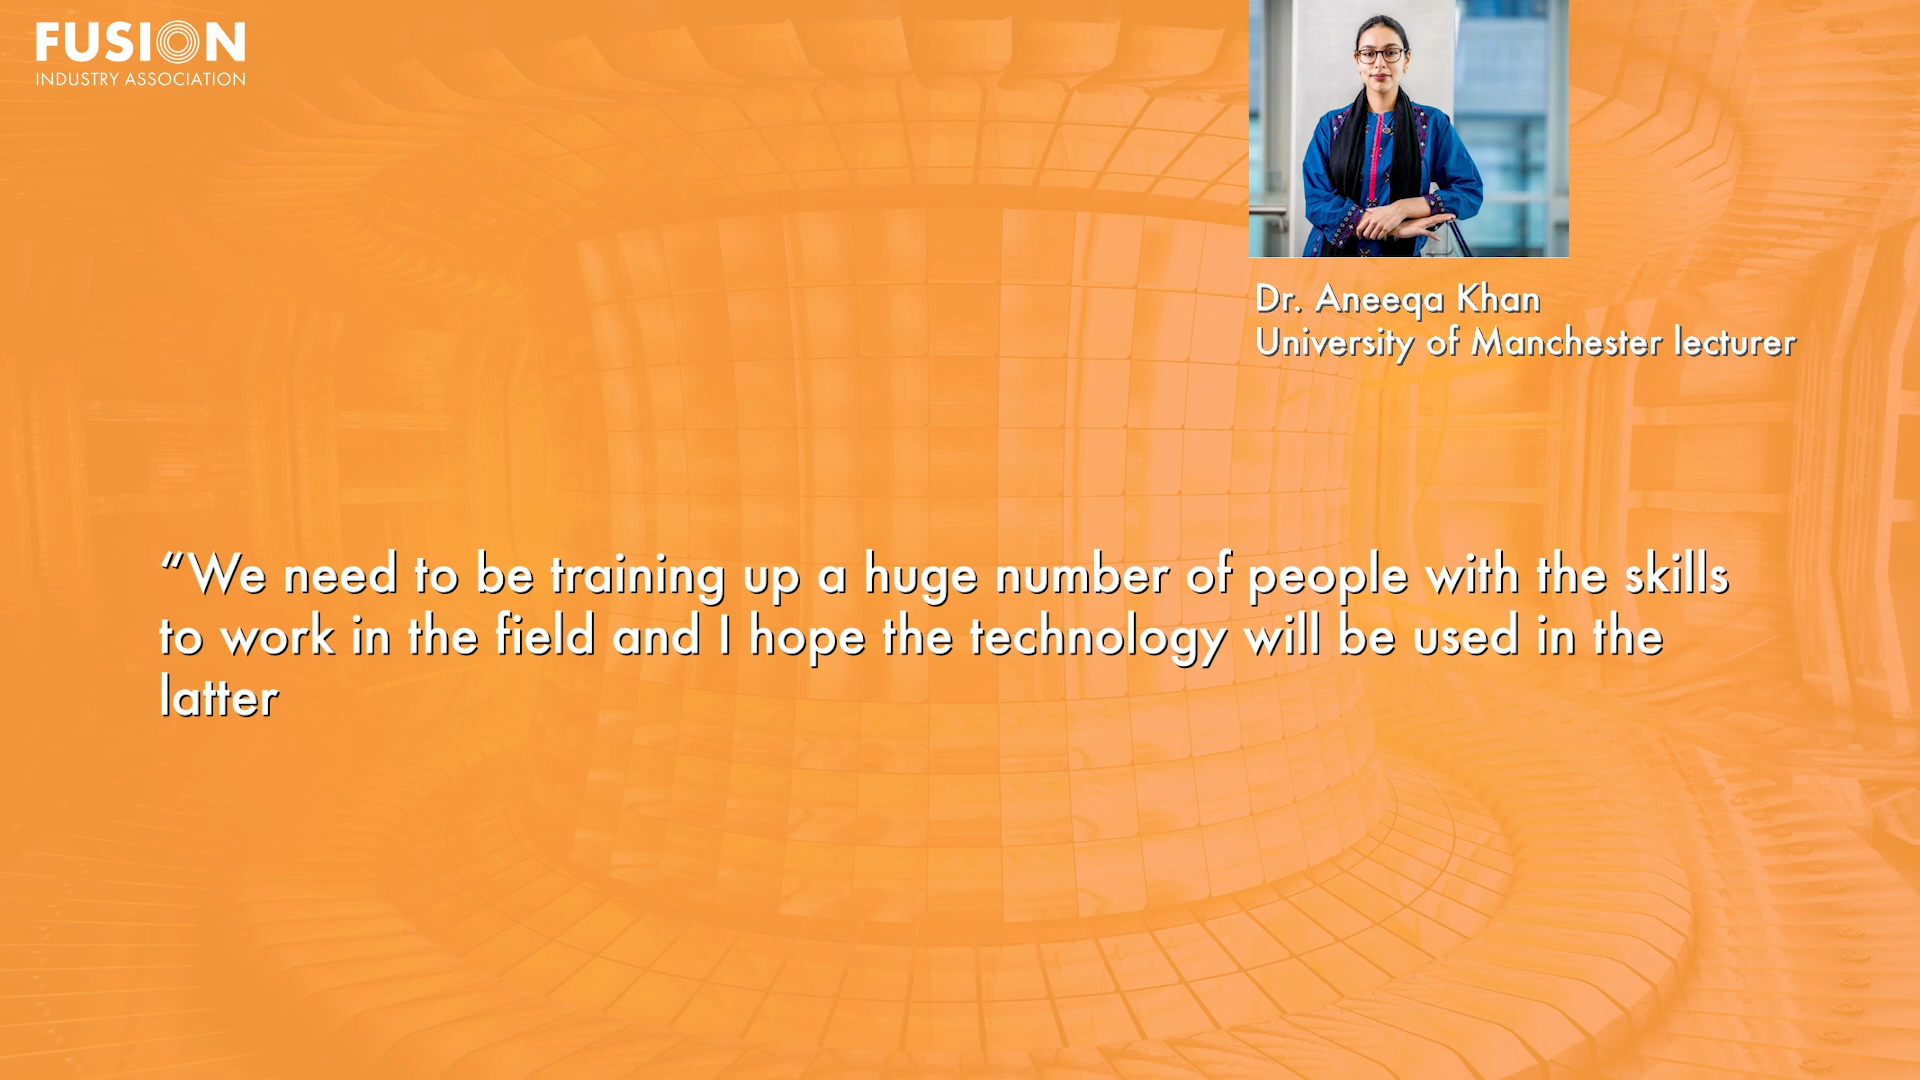 FUSION
INDUSTRY ASSOCIATION
Dr. Aneeqa Khan
University of Manchester lecturer
“We need to be training up a huge number of people with the skills
to work in the field and I hope the technology will be used in the
latter